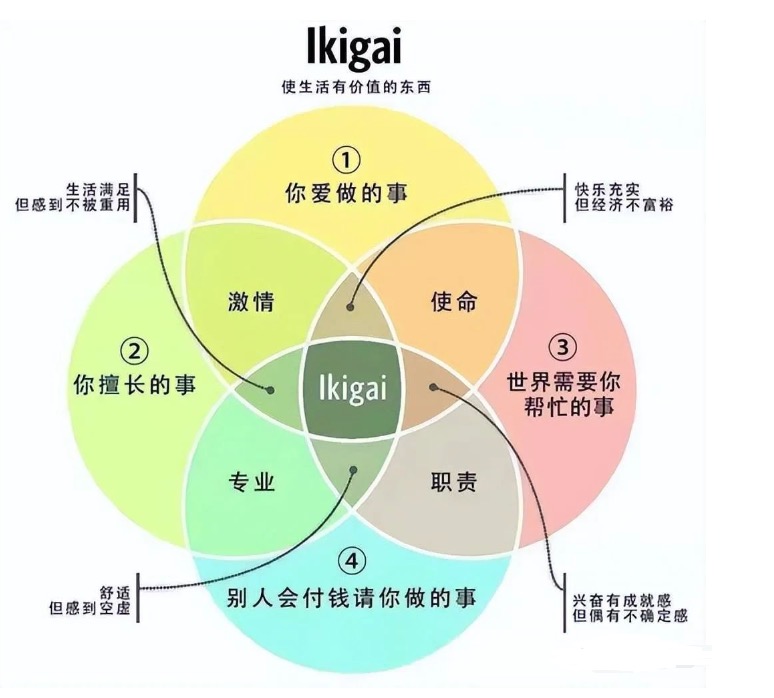 Ikigai
使生活有价值的东西
①
你爱做的事
生活满足
但感到不被重用
快乐充实
但经济不富裕
激情
使命
②
你擅长的事
③
世界需要你
帮忙的事
Ikigai
专业
职责
④
别人会付钱请你做的事
舒适
但感到空虚
兴奋有成就感
但偶有不确定感